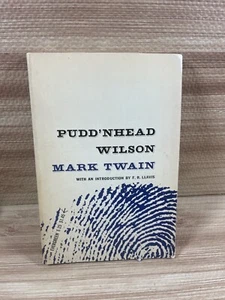 PUDD'NHEAD
WILSON
MARK TWAIN
WITH AN INTRODUCTION BY F. R. LEAVIS